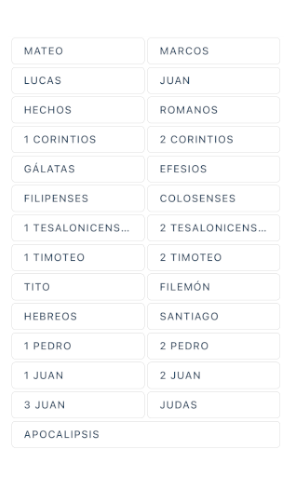 MATEO MARCOS
LUCAS JUAN
HECHOS ROMANOS
1 CORINTIOS 2 CORINTIOS
GÁLATAS EFESIOS
FILIPENSES COLOSENSES
1 TESALONICENS... 2 TESALONICENS...
1 TIMOTEO 2 TIMOTEO
TITO FILEMÓN
HEBREOS SANTIAGO
1 PEDRO 2 PEDRO
1 JUAN 2 JUAN
3 JUAN JUDAS
APOCALIPSIS